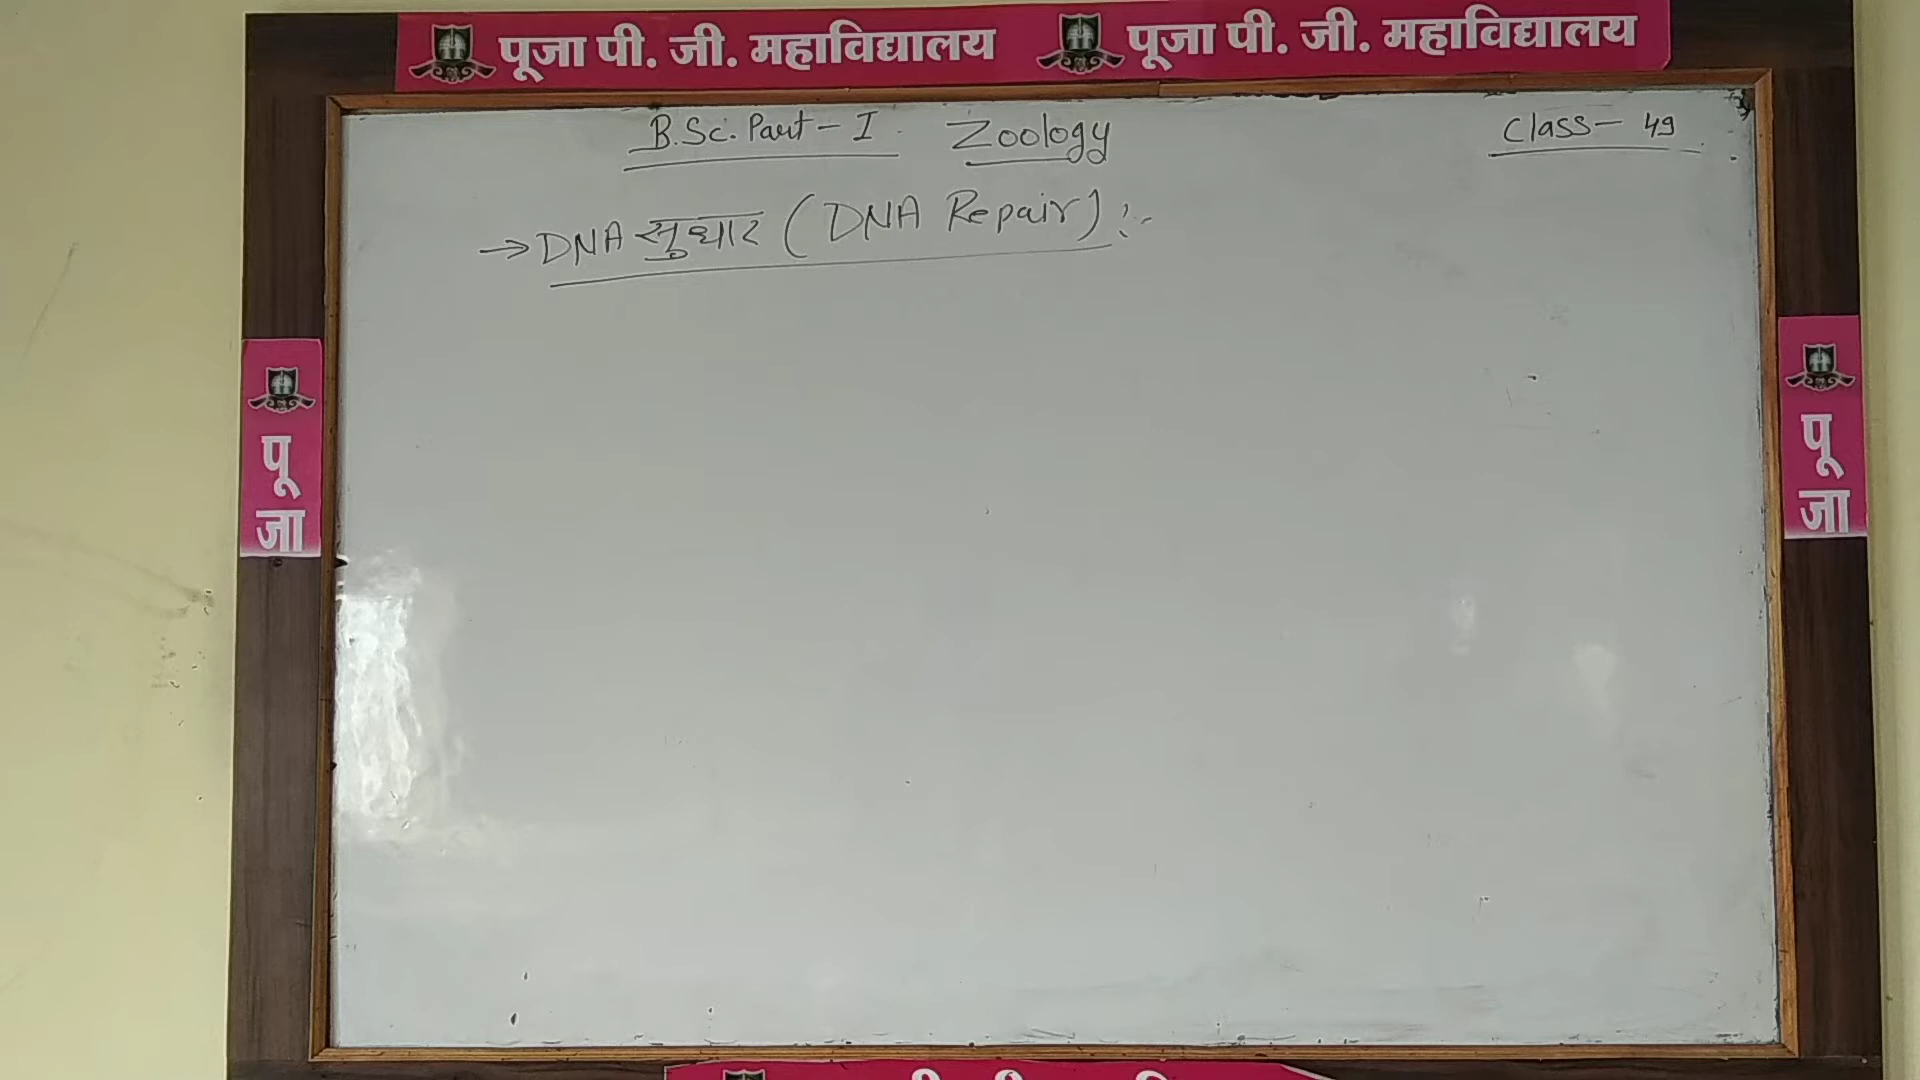 पूजा पी. जी. महाविद्यालय पूजा पी. जी. महाविद्यालय
B.Sc. Part - I Zoology Class - 49
→ DNA सुधार (DNA Repair) :-
पू
जा
पू
जा